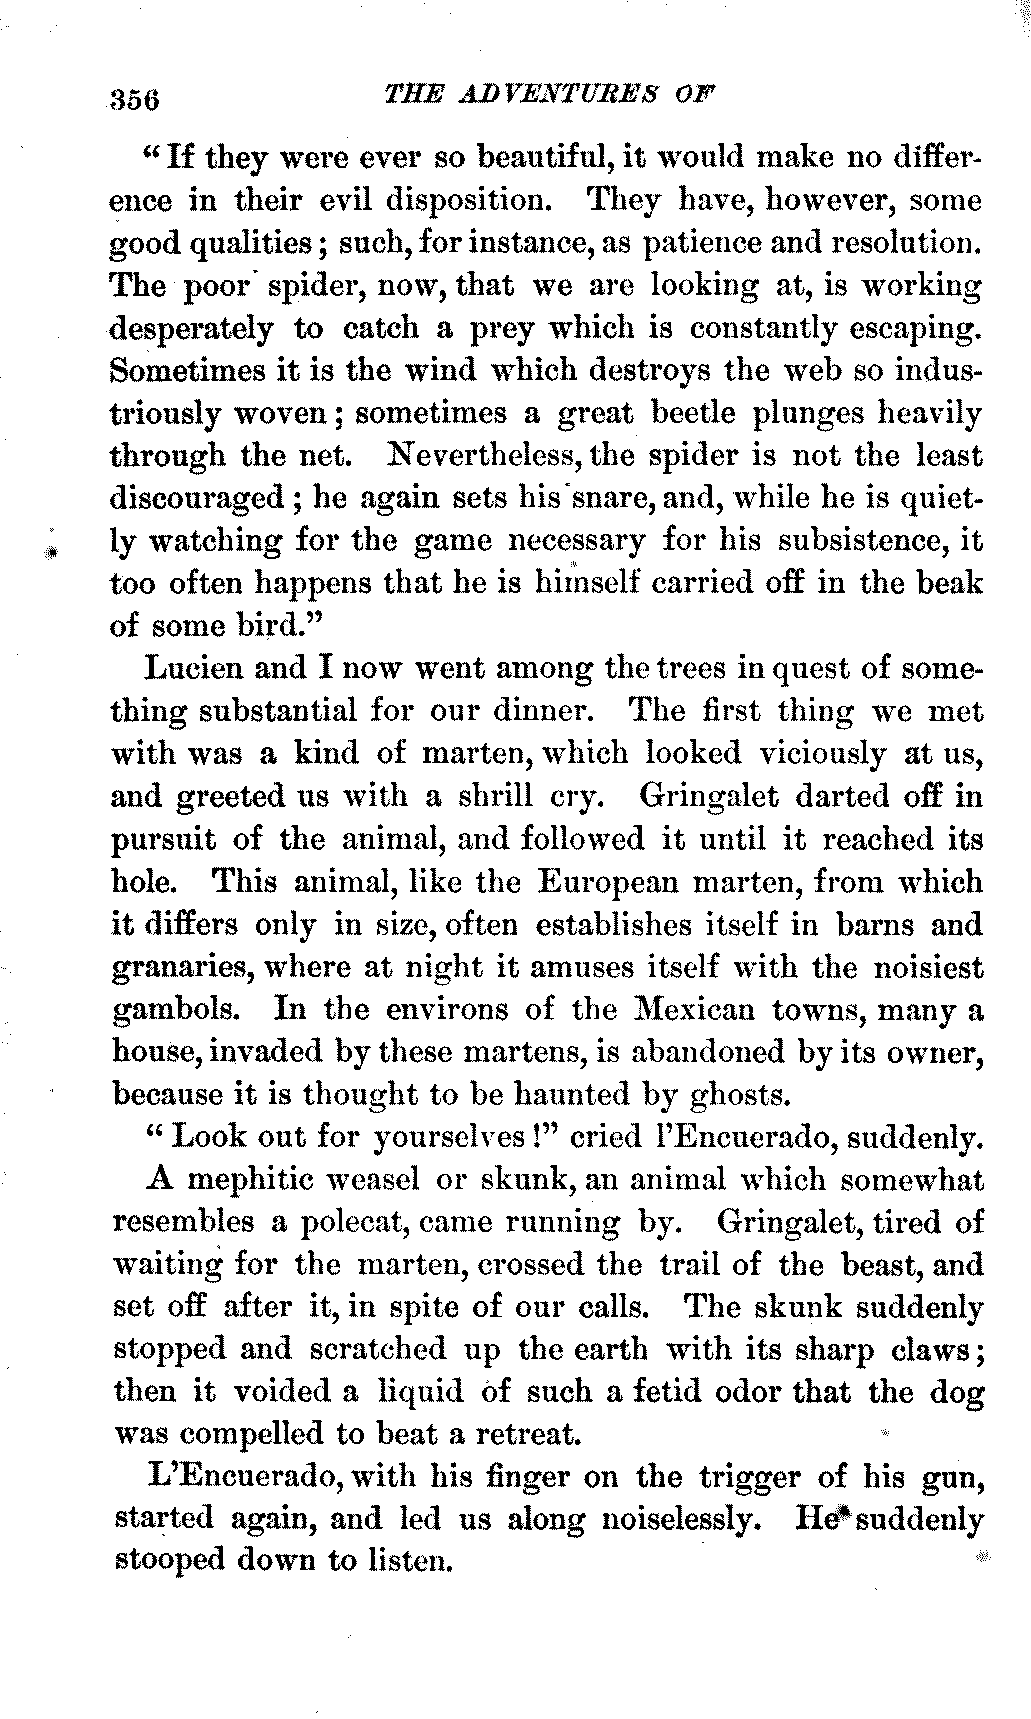 356 THE ADVENTURES OF
"If they were ever so beautiful, it would make no differ-
ence in their evil disposition. They have, however, some
good qualities; such, for instance, as patience and resolution.
The poor spider, now, that we are looking at, is working
desperately to catch a prey which is constantly escaping.
Sometimes it is the wind which destroys the web so indus-
triously woven; sometimes a great beetle plunges heavily
through the net. Nevertheless, the spider is not the least
discouraged; he again sets his snare, and, while he is quiet-
ly watching for the game necessary for his subsistence, it
too often happens that he is himself carried off in the beak
of some bird."
Lucien and I now went among the trees in quest of some-
thing substantial for our dinner. The first thing we met
with was a kind of marten, which looked viciously at us,
and greeted us with a shrill cry. Gringalet darted off in
pursuit of the animal, and followed it until it reached its
hole. This animal, like the European marten, from which
it differs only in size, often establishes itself in barns and
granaries, where at night it amuses itself with the noisiest
gambols. In the environs of the Mexican towns, many a
house, invaded by these martens, is abandoned by its owner,
because it is thought to be haunted by ghosts.
"Look out for yourselves!" cried l'Encuerado, suddenly.
A mephitic weasel or skunk, an animal which somewhat
resembles a polecat, came running by. Gringalet, tired of
waiting for the marten, crossed the trail of the beast, and
set off after it, in spite of our calls. The skunk suddenly
stopped and scratched up the earth with its sharp claws;
then it voided a liquid of such a fetid odor that the dog
was compelled to beat a retreat.
L'Encuerado, with his finger on the trigger of his gun,
started again, and led us along noiselessly. He suddenly
stooped down to listen.